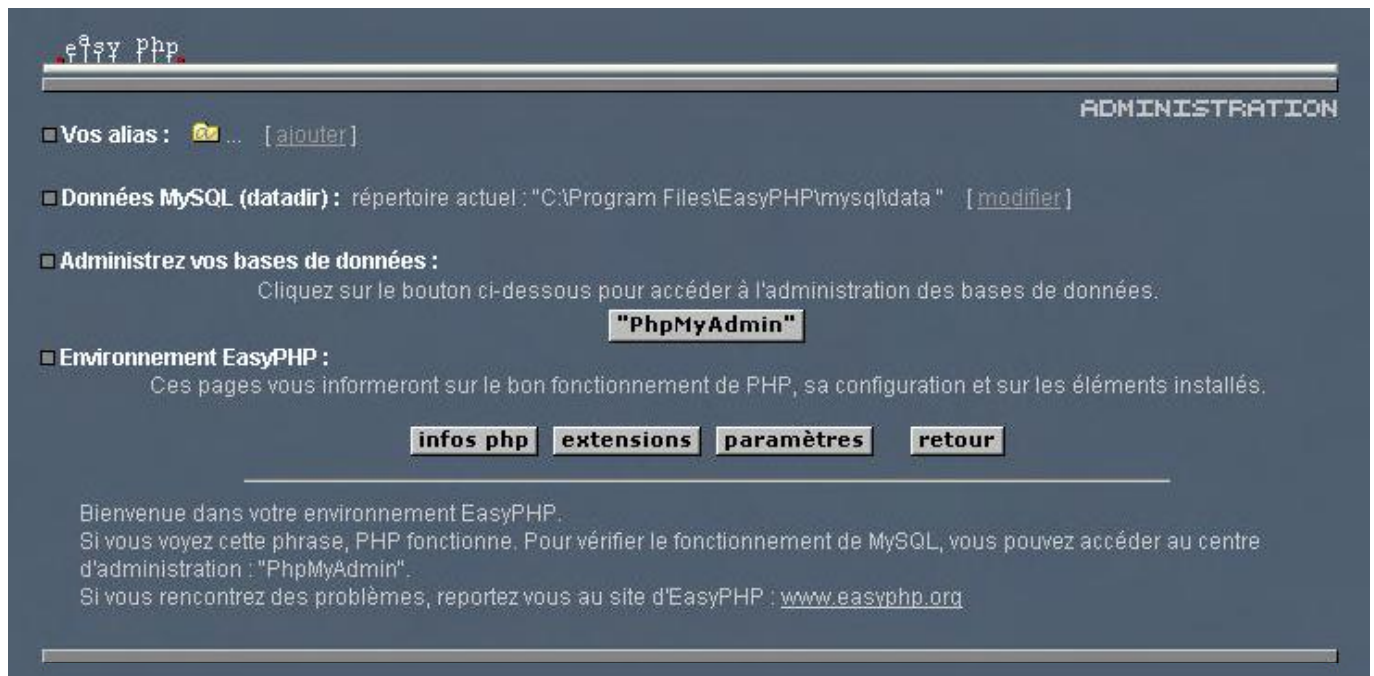 easy php
ADMINISTRATION
Vos alias : ... [ ajouter ]
Données MySQL (datadir) : répertoire actuel : "C:\Program Files\EasyPHP\mysql\data " [ modifier ]
Administrez vos bases de données :
Cliquez sur le bouton ci-dessous pour accéder à l'administration des bases de données.
"PhpMyAdmin"
Environnement EasyPHP :
Ces pages vous informeront sur le bon fonctionnement de PHP, sa configuration et sur les éléments installés.
infos php extensions paramètres retour
Bienvenue dans votre environnement EasyPHP.
Si vous voyez cette phrase, PHP fonctionne. Pour vérifier le fonctionnement de MySQL, vous pouvez accéder au centre
d'administration : "PhpMyAdmin".
Si vous rencontrez des problèmes, reportez vous au site d'EasyPHP : www.easyphp.org